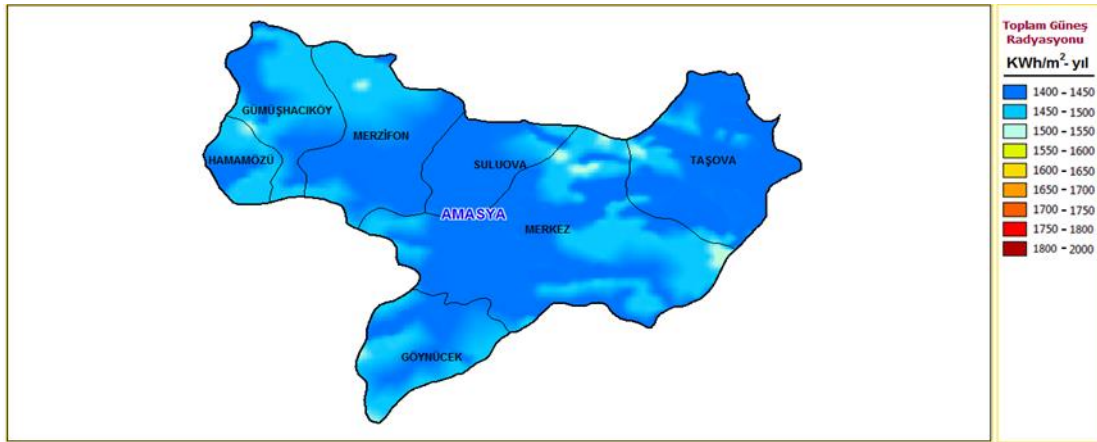 GÜMÜŞHACIKÖY
MERZİFON
HAMAMÖZÜ
SULUOVA
TAŞOVA
AMASYA
MERKEZ
GÖYNÜCEK
Toplam Güneş
Radyasyonu
KWh/m²- yıl
1400 - 1450
1450 - 1500
1500 - 1550
1550 - 1600
1600 - 1650
1650 - 1700
1700 - 1750
1750 - 1800
1800 - 2000